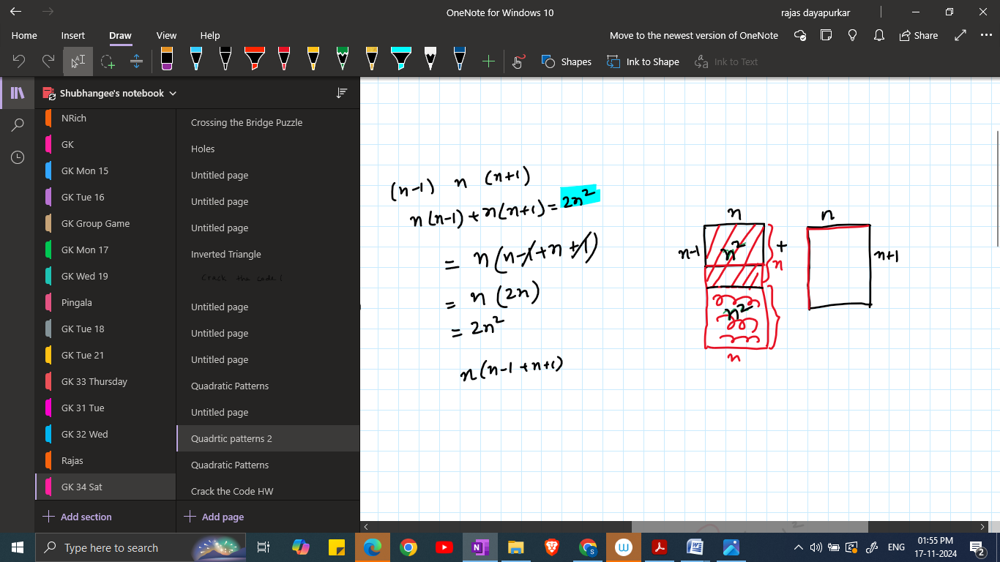 OneNote for Windows 10
rajas dayapurkar
Home Insert Draw View Help
Move to the newest version of OneNote
Share
Shapes
Ink to Shape
Ink to Text
Shubhangee's notebook
NRich
GK
GK Mon 15
GK Tue 16
GK Group Game
GK Mon 17
GK Wed 19
Pingala
GK Tue 18
GK Tue 21
GK 33 Thursday
GK 31 Tue
GK 32 Wed
Rajas
GK 34 Sat
Add section
Crossing the Bridge Puzzle
Holes
Untitled page
Untitled page
Untitled page
Inverted Triangle
Crack the code (
Untitled page
Untitled page
Untitled page
Quadratic Patterns
Untitled page
Quadrtic patterns 2
Quadratic Patterns
Crack the Code HW
Add page
(n-1) n (n+1)
n(n-1)+n(n+1)=2n²
= n(n-1+n+1)
= n(2n)
= 2n²
n(n-1+n+1)
n
n-1
n²
+
n
n²
n
n
n+1
Type here to search
ENG
01:55 PM
17-11-2024
2